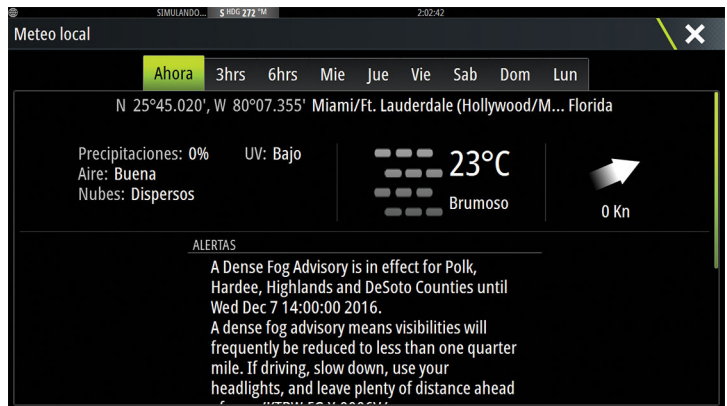 SIMULANDO... S HDG 272 °M 2:02:42
Meteo local
Ahora 3hrs 6hrs Mie Jue Vie Sab Dom Lun
N 25°45.020', W 80°07.355' Miami/Ft. Lauderdale (Hollywood/M... Florida
Precipitaciones: 0% UV: Bajo
Aire: Buena
Nubes: Dispersos
23°C
Brumoso
0 Kn
ALERTAS
A Dense Fog Advisory is in effect for Polk,
Hardee, Highlands and DeSoto Counties until
Wed Dec 7 14:00:00 2016.
A dense fog advisory means visibilities will
frequently be reduced to less than one quarter
mile. If driving, slow down, use your
headlights, and leave plenty of distance ahead